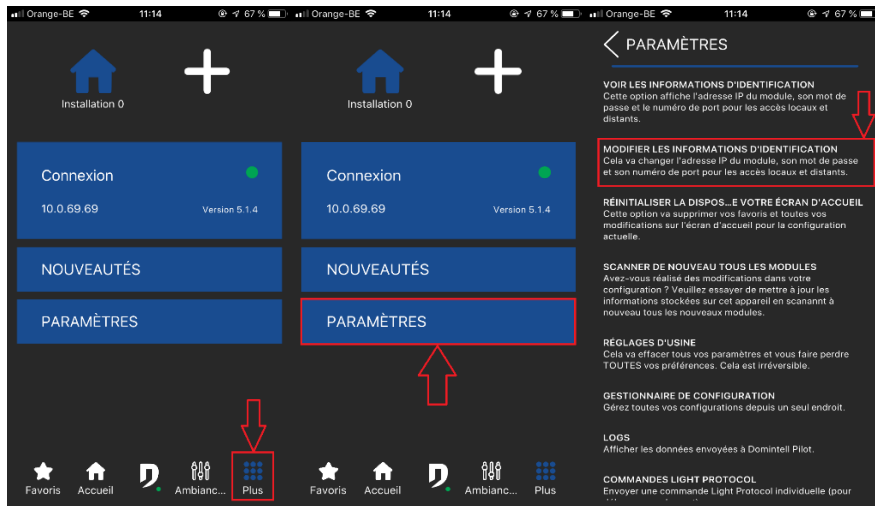 Orange-BE 11:14 67 %
Installation 0
Connexion
10.0.69.69 Version 5.1.4
NOUVEAUTÉS
PARAMÈTRES
Favoris Accueil Ambianc... Plus
Orange-BE 11:14 67 %
Installation 0
Connexion
10.0.69.69 Version 5.1.4
NOUVEAUTÉS
PARAMÈTRES
Favoris Accueil Ambianc... Plus
Orange-BE 11:14 67 %
PARAMÈTRES
VOIR LES INFORMATIONS D'IDENTIFICATION
Cette option affiche l'adresse IP du module, son mot de
passe et le numéro de port pour les accès locaux et
distants.
MODIFIER LES INFORMATIONS D'IDENTIFICATION
Cela va changer l'adresse IP du module, son mot de passe
et son numéro de port pour les accès locaux et distants.
RÉINITIALISER LA DISPOS...E VOTRE ÉCRAN D'ACCUEIL
Cette option va supprimer vos favoris et toutes vos
modifications sur l'écran d'accueil pour la configuration
actuelle.
SCANNER DE NOUVEAU TOUS LES MODULES
Avez-vous réalisé des modifications dans votre
configuration ? Veuillez essayer de mettre à jour les
informations stockées sur cet appareil en scanannt à
nouveau tous les nouveaux modules.
RÉGLAGES D'USINE
Cela va effacer tous vos paramètres et vous faire perdre
TOUTES vos préférences. Cela est irréversible.
GESTIONNAIRE DE CONFIGURATION
Gérez toutes vos configurations depuis un seul endroit.
LOGS
Afficher les données envoyées à Domintell Pilot.
COMMANDES LIGHT PROTOCOL
Envoyer une commande Light Protocol individuelle (pour